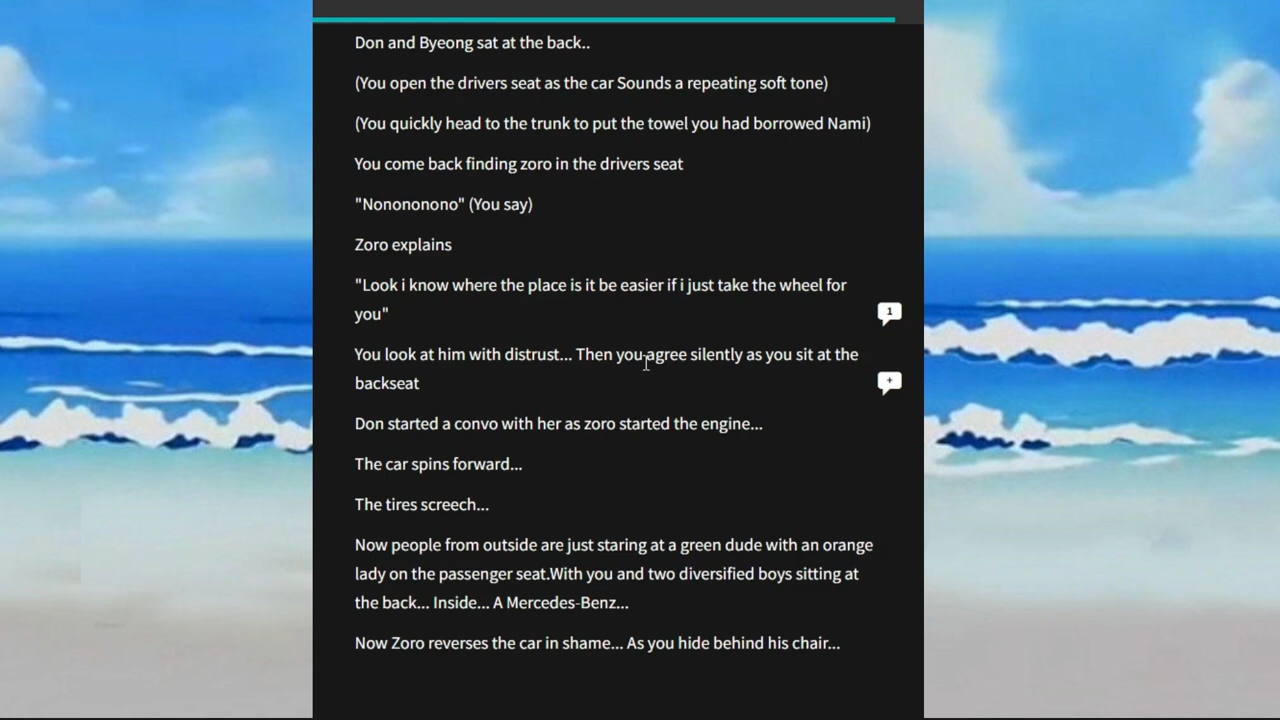 Don and Byeong sat at the back..
(You open the drivers seat as the car Sounds a repeating soft tone)
(You quickly head to the trunk to put the towel you had borrowed Nami)
You come back finding zoro in the drivers seat
"Nonononono" (You say)
Zoro explains
"Look i know where the place is it be easier if i just take the wheel for
you"
1
You look at him with distrust... Then you agree silently as you sit at the
backseat
+
Don started a convo with her as zoro started the engine...
The car spins forward...
The tires screech...
Now people from outside are just staring at a green dude with an orange
lady on the passenger seat.With you and two diversified boys sitting at
the back... Inside... A Mercedes-Benz...
Now Zoro reverses the car in shame... As you hide behind his chair...